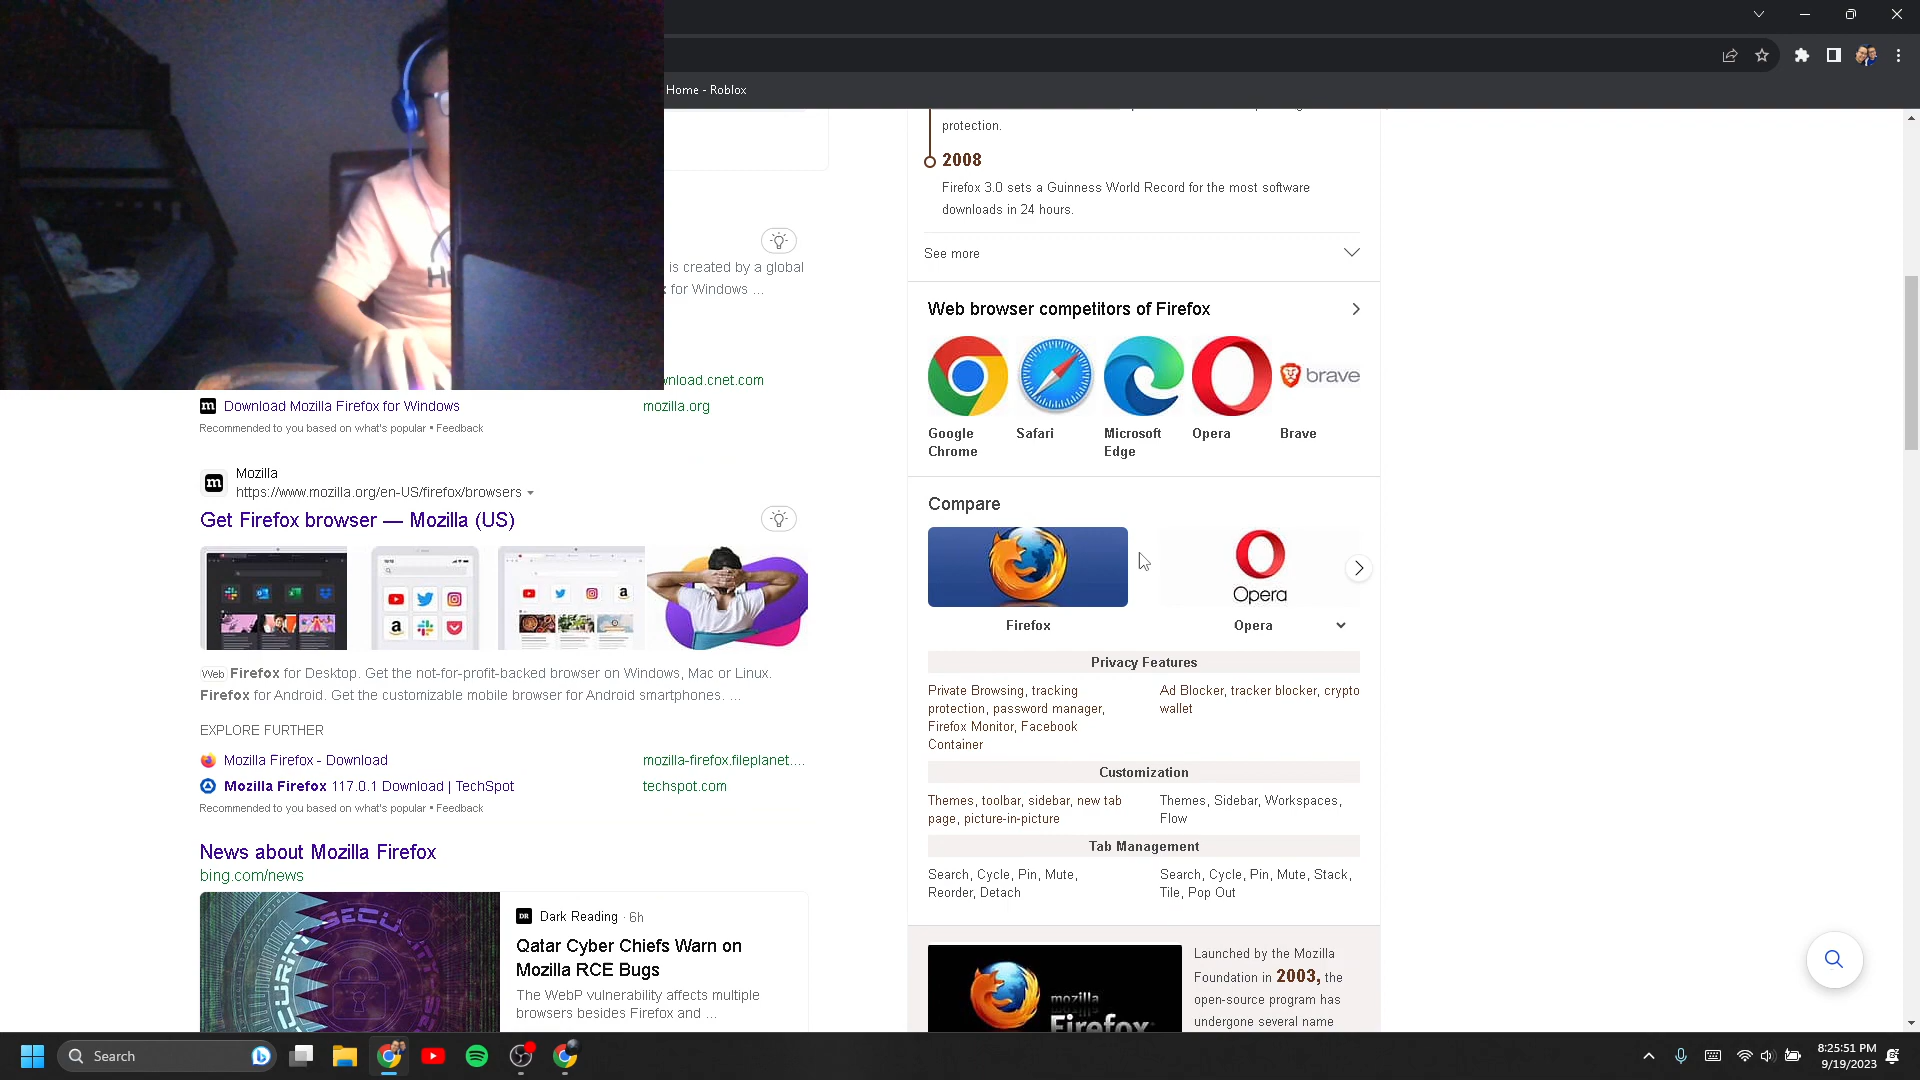 Home - Roblox
protection.
2008
Firefox 3.0 sets a Guinness World Record for the most software
downloads in 24 hours.
See more
is created by a global
for Windows ...
wnload.cnet.com
Download Mozilla Firefox for Windows
mozilla.org
Recommended to you based on what's popular • Feedback
Mozilla
https://www.mozilla.org/en-US/firefox/browsers
Get Firefox browser — Mozilla (US)
Web Firefox for Desktop. Get the not-for-profit-backed browser on Windows, Mac or Linux.
Firefox for Android. Get the customizable mobile browser for Android smartphones. ...
EXPLORE FURTHER
Mozilla Firefox - Download
mozilla-firefox.fileplanet....
Mozilla Firefox 117.0.1 Download | TechSpot
techspot.com
Recommended to you based on what's popular • Feedback
News about Mozilla Firefox
bing.com/news
SECU
CURITY
DR Dark Reading · 6h
Qatar Cyber Chiefs Warn on
Mozilla RCE Bugs
The WebP vulnerability affects multiple
browsers besides Firefox and ...
Web browser competitors of Firefox
brave
Google
Chrome
Safari
Microsoft
Edge
Opera
Brave
Compare
Opera
Firefox
Opera
Privacy Features
Private Browsing, tracking
protection, password manager,
Firefox Monitor, Facebook
Container
Ad Blocker, tracker blocker, crypto
wallet
Customization
Themes, toolbar, sidebar, new tab
page, picture-in-picture
Themes, Sidebar, Workspaces,
Flow
Tab Management
Search, Cycle, Pin, Mute,
Reorder, Detach
Search, Cycle, Pin, Mute, Stack,
Tile, Pop Out
mozilla
Firefox
Launched by the Mozilla
Foundation in 2003, the
open-source program has
undergone several name
Search
8:25:51 PM
9/19/2023